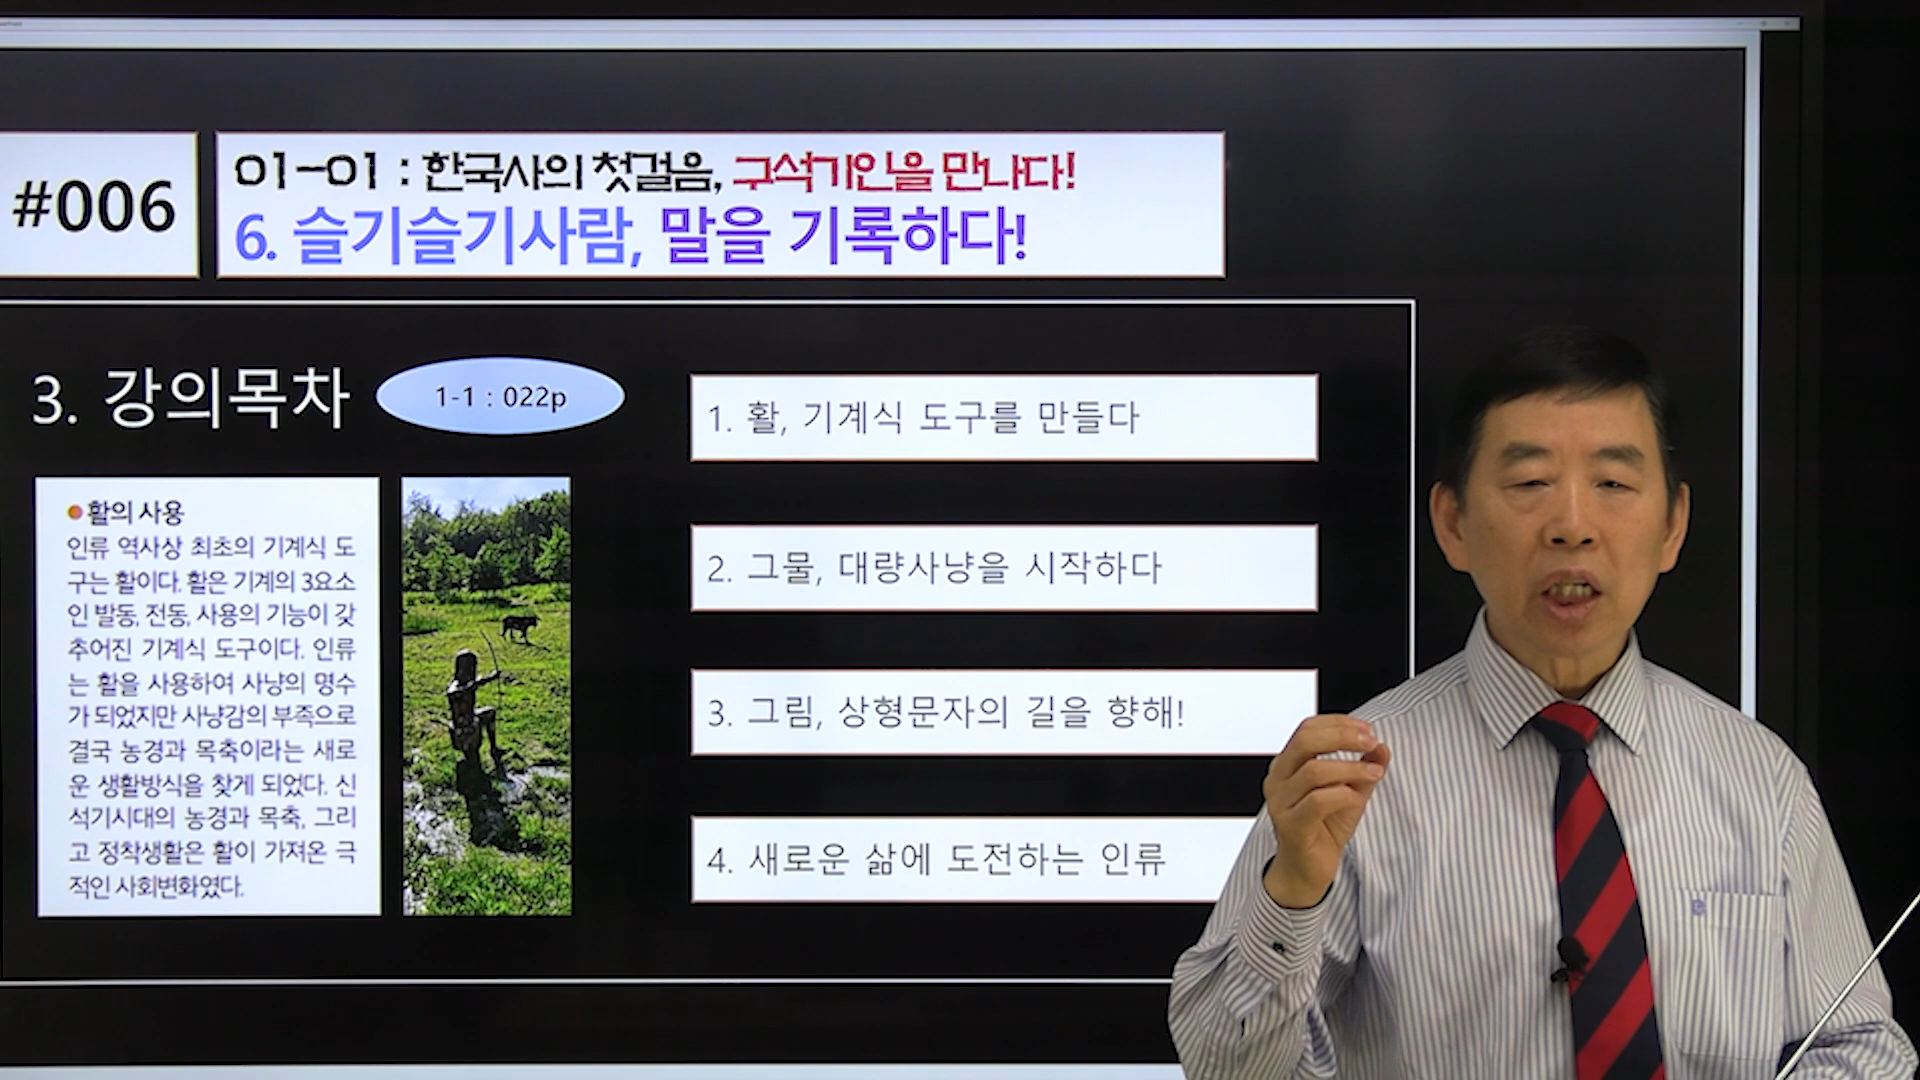 #006
01-01 : 한국사의 첫걸음, 구석기인을 만나다!
6. 슬기슬기사람, 말을 기록하다!
3. 강의목차
1-1 : 022p
활의 사용
인류 역사상 최초의 기계식 도
구는 활이다. 활은 기계의 3요소
인 발동, 전동, 사용의 기능이 갖
추어진 기계식 도구이다. 인류
는 활을 사용하여 사냥의 명수
가 되었지만 사냥감의 부족으로
결국 농경과 목축이라는 새로
운 생활방식을 찾게 되었다. 신
석기시대의 농경과 목축, 그리
고 정착생활은 활이 가져온 극
적인 사회변화였다.
1. 활, 기계식 도구를 만들다
2. 그물, 대량사냥을 시작하다
3. 그림, 상형문자의 길을 향해!
4. 새로운 삶에 도전하는 인류